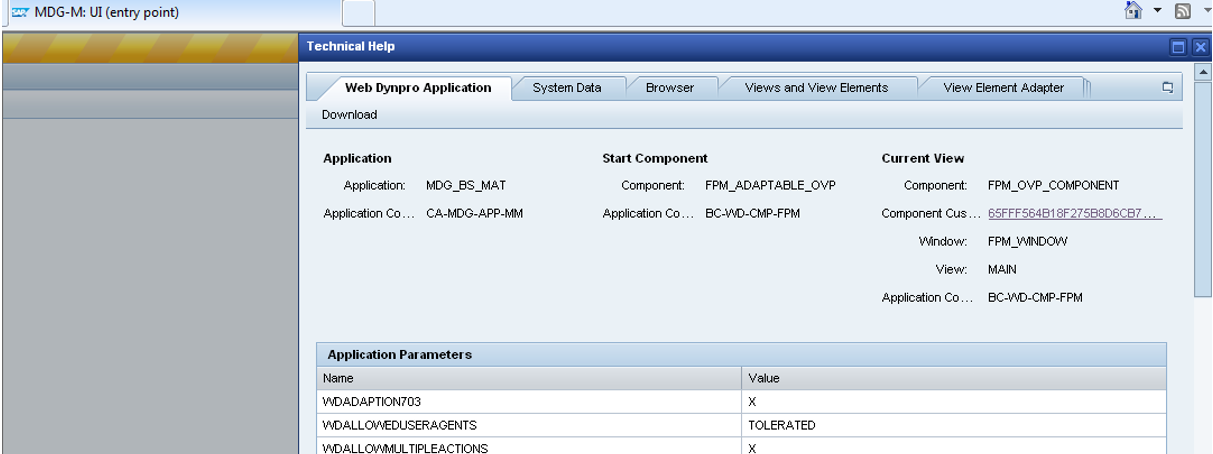 SAP MDG-M: UI (entry point)
Technical Help
Web Dynpro Application System Data Browser Views and View Elements View Element Adapter
Download
Application Start Component Current View
Application: MDG_BS_MAT Component: FPM_ADAPTABLE_OVP Component: FPM_OVP_COMPONENT
Application Co... CA-MDG-APP-MM Application Co... BC-WD-CMP-FPM Component Cus... 65FFF564B18F275B8D6CB7...
Window: FPM_WINDOW
View: MAIN
Application Co... BC-WD-CMP-FPM
Application Parameters
Name Value
WDADAPTION703 X
WDALLOWEDUSERAGENTS TOLERATED
WDALLOWMULTIPLEACTIONS X